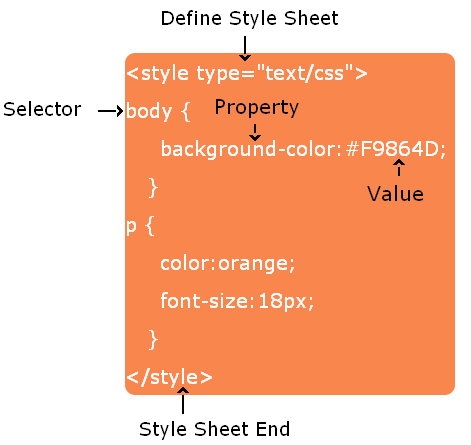 Define Style Sheet
<style type="text/css">
Selector
body {
Property
background-color:#F9864D;
}
Value
p {
color:orange;
font-size:18px;
}
</style>
Style Sheet End